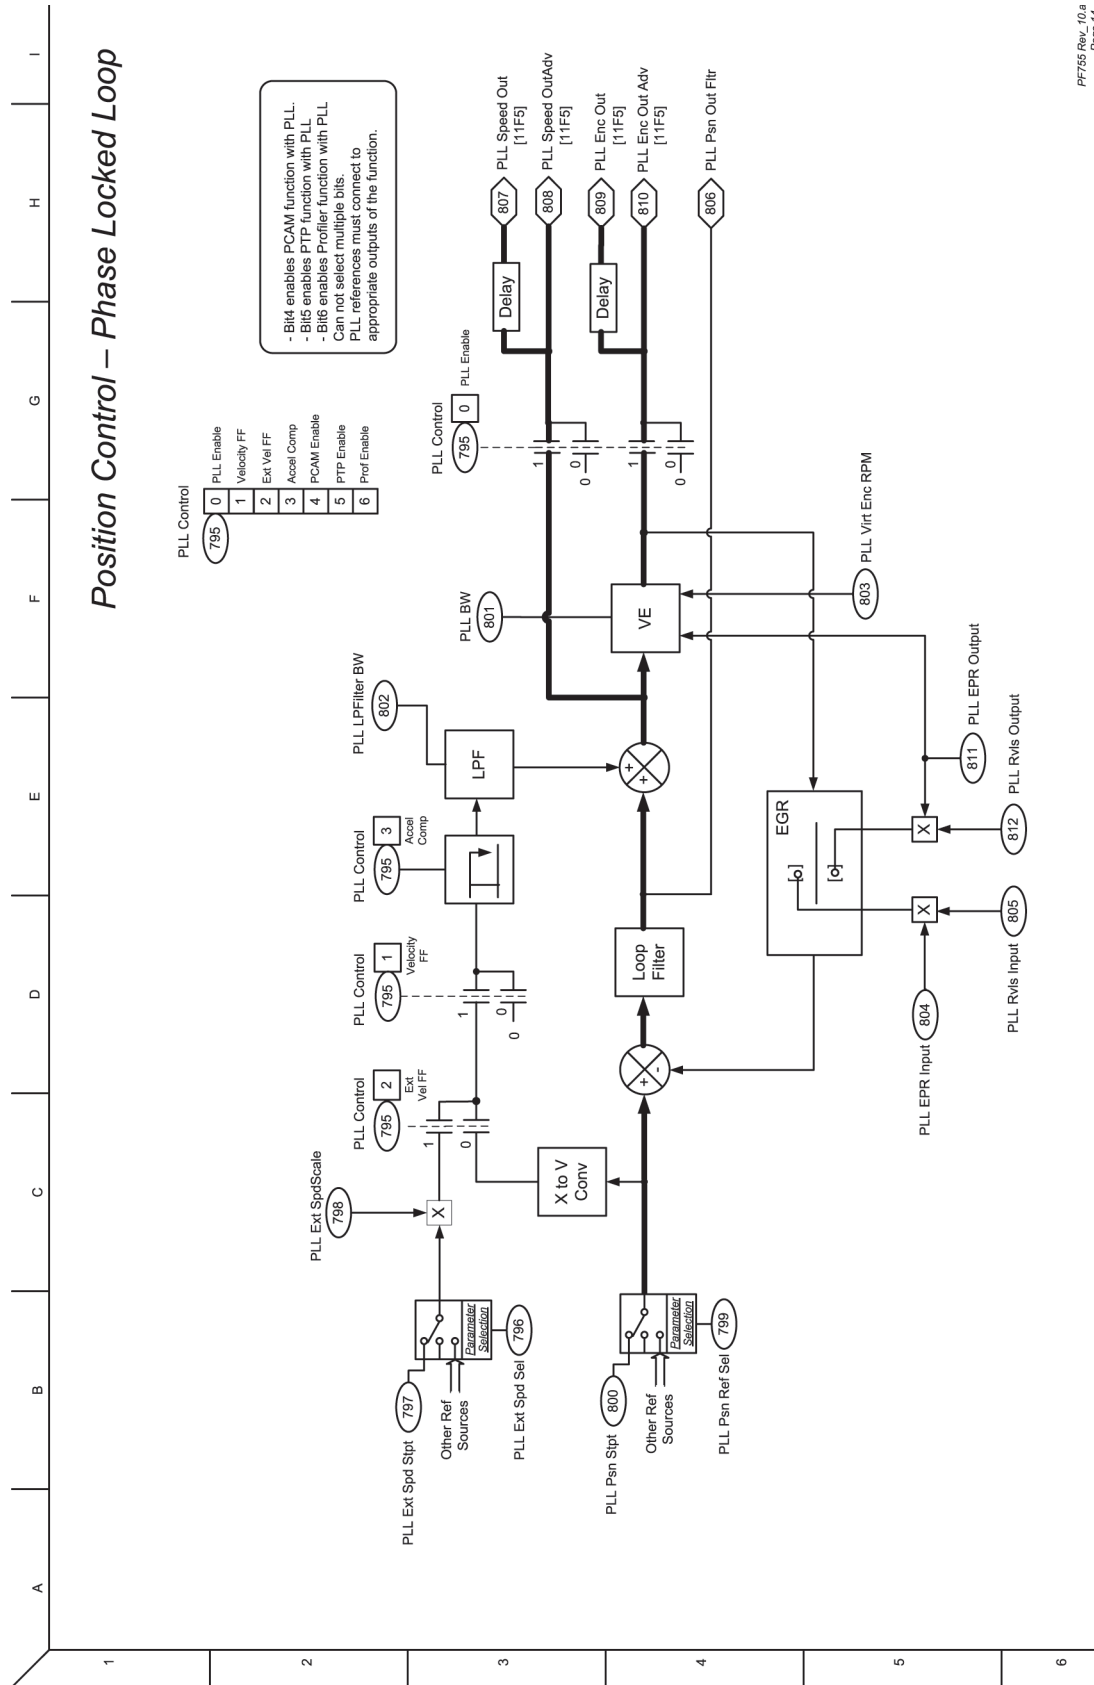 Position Control – Phase Locked Loop
A
B
C
D
E
F
G
H
I
1
2
3
4
5
6
PLL Control
795
0 PLL Enable
1 Velocity FF
2 Ext Vel FF
3 Accel Comp
4 PCAM Enable
5 PTP Enable
6 Prof Enable
- Bit4 enables PCAM function with PLL.
- Bit5 enables PTP function with PLL
- Bit6 enables Profiler function with PLL
Can not select multiple bits.
PLL references must connect to
appropriate outputs of the function.
PLL Ext Spd Stpt
797
Other Ref
Sources
Parameter
Selection
PLL Ext Spd Sel
796
PLL Ext SpdScale
798
X
PLL Control
795
2
Ext
Vel FF
1
0
PLL Control
795
1
Velocity
FF
1
0
0
PLL Control
795
3
Accel
Comp
PLL LPFilter BW
802
LPF
PLL BW
801
PLL Control
795
0
PLL Enable
1
0
0
1
0
0
Delay
Delay
807
PLL Speed Out
[11F5]
808
PLL Speed OutAdv
[11F5]
809
PLL Enc Out
[11F5]
810
PLL Enc Out Adv
[11F5]
806
PLL Psn Out Fltr
PLL Psn Stpt
800
Other Ref
Sources
Parameter
Selection
PLL Psn Ref Sel
799
X to V
Conv
+
-
Loop
Filter
+
+
VE
EGR
[o]
[o]
X
X
PLL EPR Input
804
PLL Rvls Input
805
PLL Rvls Output
812
PLL EPR Output
811
PLL Virt Enc RPM
803
PF755 Rev_10.a